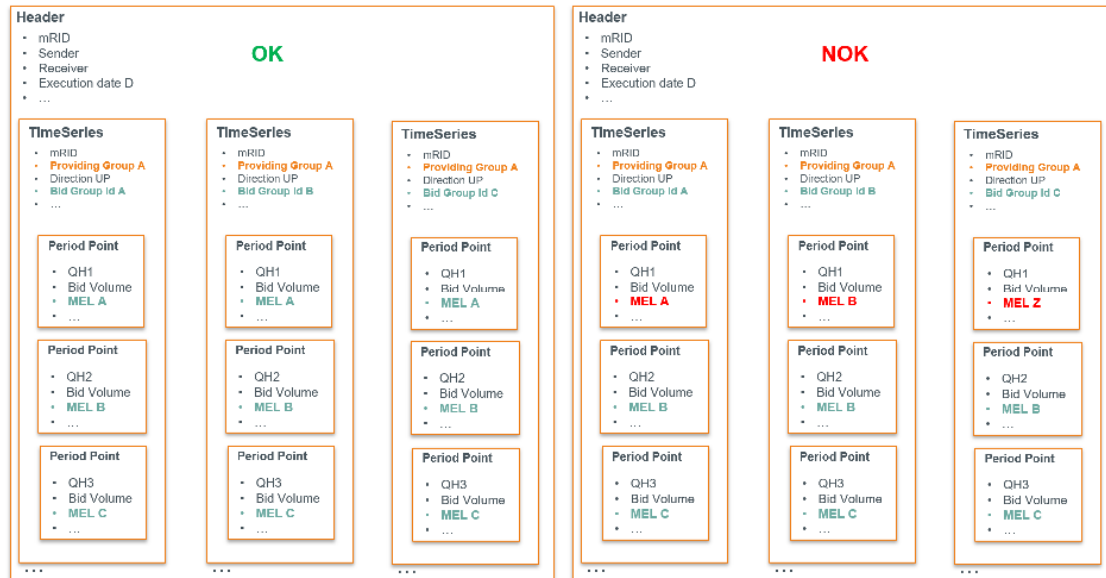 Header
• mRID
• Sender
• Receiver
• Execution date D
• ...
OK
TimeSeries
• mRID
• Providing Group A
• Direction UP
• Bid Group Id A
• ...
Period Point
• QH1
• Bid Volume
• MEL A
• ...
Period Point
• QH2
• Bid Volume
• MEL B
• ...
Period Point
• QH3
• Bid Volume
• MEL C
• ...
...
TimeSeries
• mRID
• Providing Group A
• Direction UP
• Bid Group Id B
• ...
Period Point
• QH1
• Bid Volume
• MEL A
• ...
Period Point
• QH2
• Bid Volume
• MEL B
• ...
Period Point
• QH3
• Bid Volume
• MEL C
• ...
...
TimeSeries
• mRID
• Providing Group A
• Direction UP
• Bid Group Id C
• ...
Period Point
• QH1
• Bid Volume
• MEL A
• ...
Period Point
• QH2
• Bid Volume
• MEL B
• ...
Period Point
• QH3
• Bid Volume
• MEL C
• ...
...
Header
• mRID
• Sender
• Receiver
• Execution date D
• ...
NOK
TimeSeries
• mRID
• Providing Group A
• Direction UP
• Bid Group Id A
• ...
Period Point
• QH1
• Bid Volume
• MEL A
• ...
Period Point
• QH2
• Bid Volume
• MEL B
• ...
Period Point
• QH3
• Bid Volume
• MEL C
• ...
...
TimeSeries
• mRID
• Providing Group A
• Direction UP
• Bid Group Id B
• ...
Period Point
• QH1
• Bid Volume
• MEL B
• ...
Period Point
• QH2
• Bid Volume
• MEL B
• ...
Period Point
• QH3
• Bid Volume
• MEL C
• ...
...
TimeSeries
• mRID
• Providing Group A
• Direction UP
• Bid Group Id C
• ...
Period Point
• QH1
• Bid Volume
• MEL Z
• ...
Period Point
• QH2
• Bid Volume
• MEL B
• ...
Period Point
• QH3
• Bid Volume
• MEL C
• ...
...